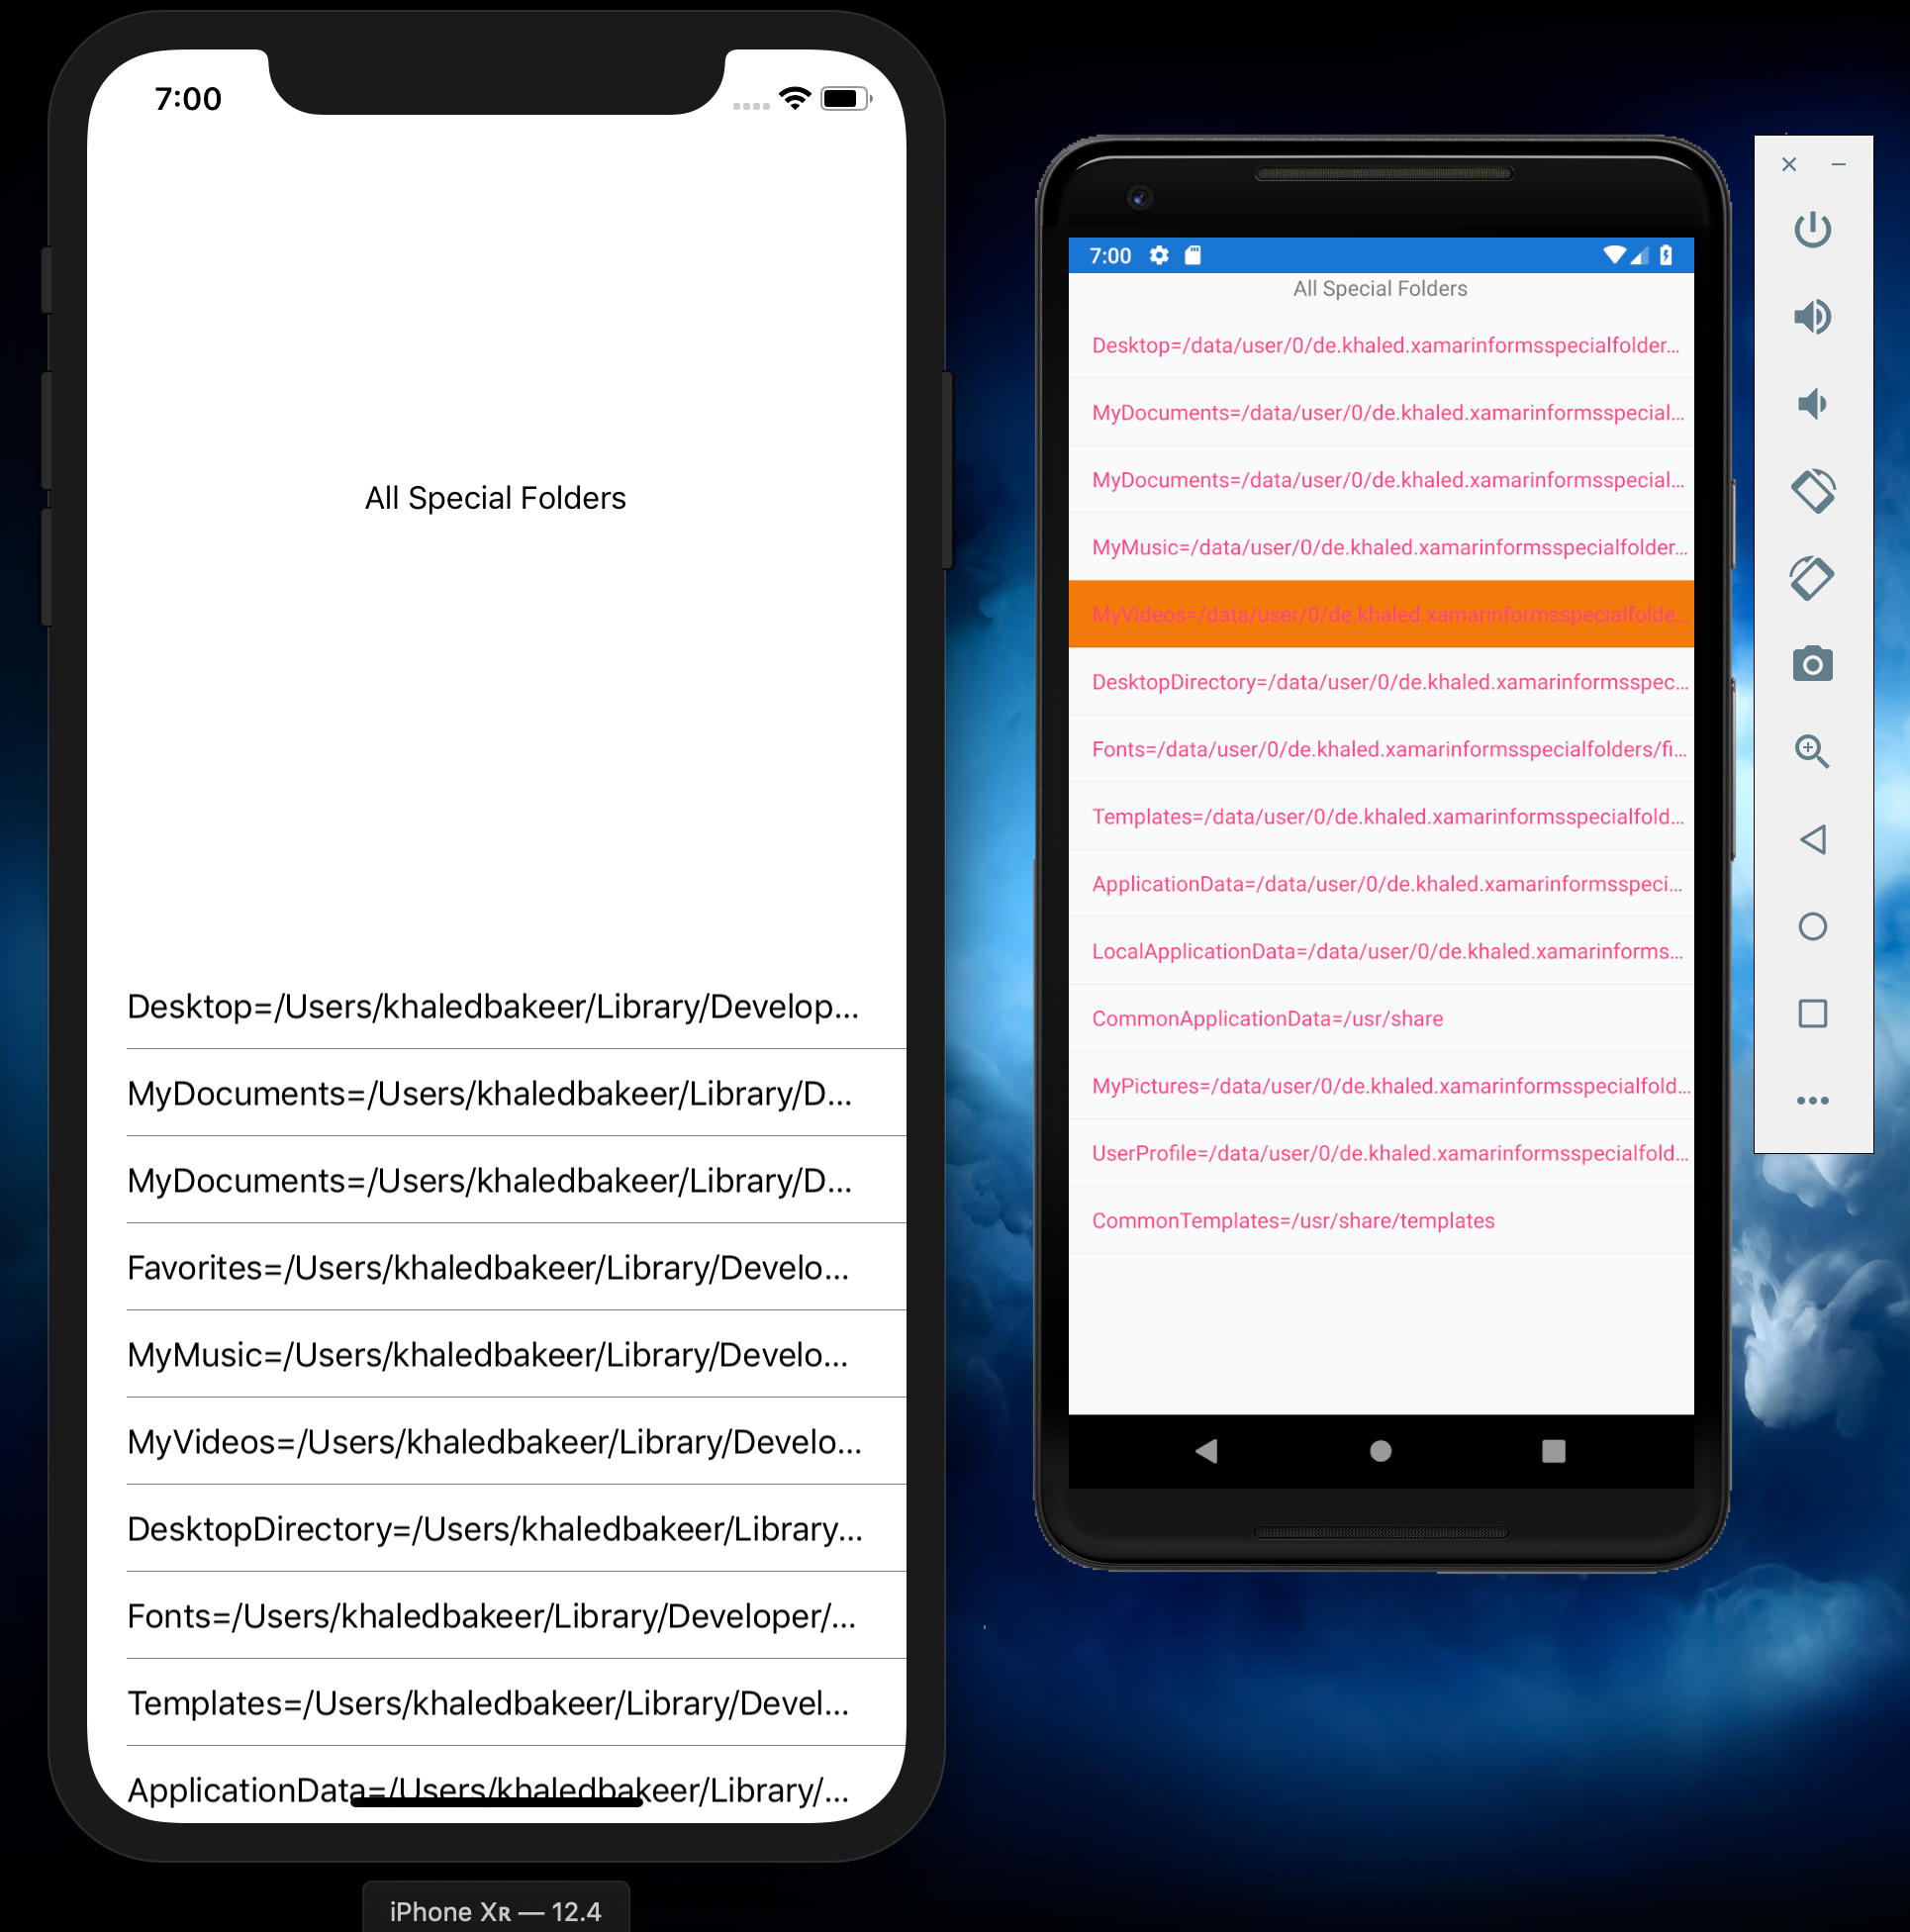 7:00
All Special Folders
Desktop=/Users/khaledbakeer/Library/Develop...
MyDocuments=/Users/khaledbakeer/Library/D...
MyDocuments=/Users/khaledbakeer/Library/D...
Favorites=/Users/khaledbakeer/Library/Develo...
MyMusic=/Users/khaledbakeer/Library/Develo...
MyVideos=/Users/khaledbakeer/Library/Develo...
DesktopDirectory=/Users/khaledbakeer/Library...
Fonts=/Users/khaledbakeer/Library/Developer/...
Templates=/Users/khaledbakeer/Library/Devel...
ApplicationData=/Users/khaledbakeer/Library/...
iPhone Xʀ — 12.4
7:00
All Special Folders
Desktop=/data/user/0/de.khaled.xamarinformsspecialfolder...
MyDocuments=/data/user/0/de.khaled.xamarinformsspecial...
MyDocuments=/data/user/0/de.khaled.xamarinformsspecial...
MyMusic=/data/user/0/de.khaled.xamarinformsspecialfolder...
MyVideos=/data/user/0/de.khaled.xamarinformsspecialfolde...
DesktopDirectory=/data/user/0/de.khaled.xamarinformsspec...
Fonts=/data/user/0/de.khaled.xamarinformsspecialfolders/fi...
Templates=/data/user/0/de.khaled.xamarinformsspecialfold...
ApplicationData=/data/user/0/de.khaled.xamarinformsspeci...
LocalApplicationData=/data/user/0/de.khaled.xamarinforms...
CommonApplicationData=/usr/share
MyPictures=/data/user/0/de.khaled.xamarinformsspecialfold...
UserProfile=/data/user/0/de.khaled.xamarinformsspecialfold...
CommonTemplates=/usr/share/templates